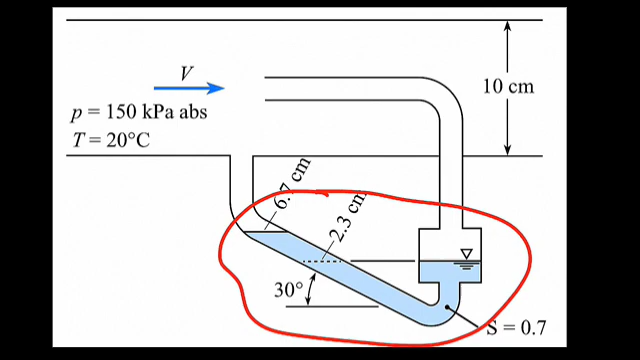 V
10 cm
p = 150 kPa abs
T = 20°C
6.7 cm
2.3 cm
30°
S = 0.7